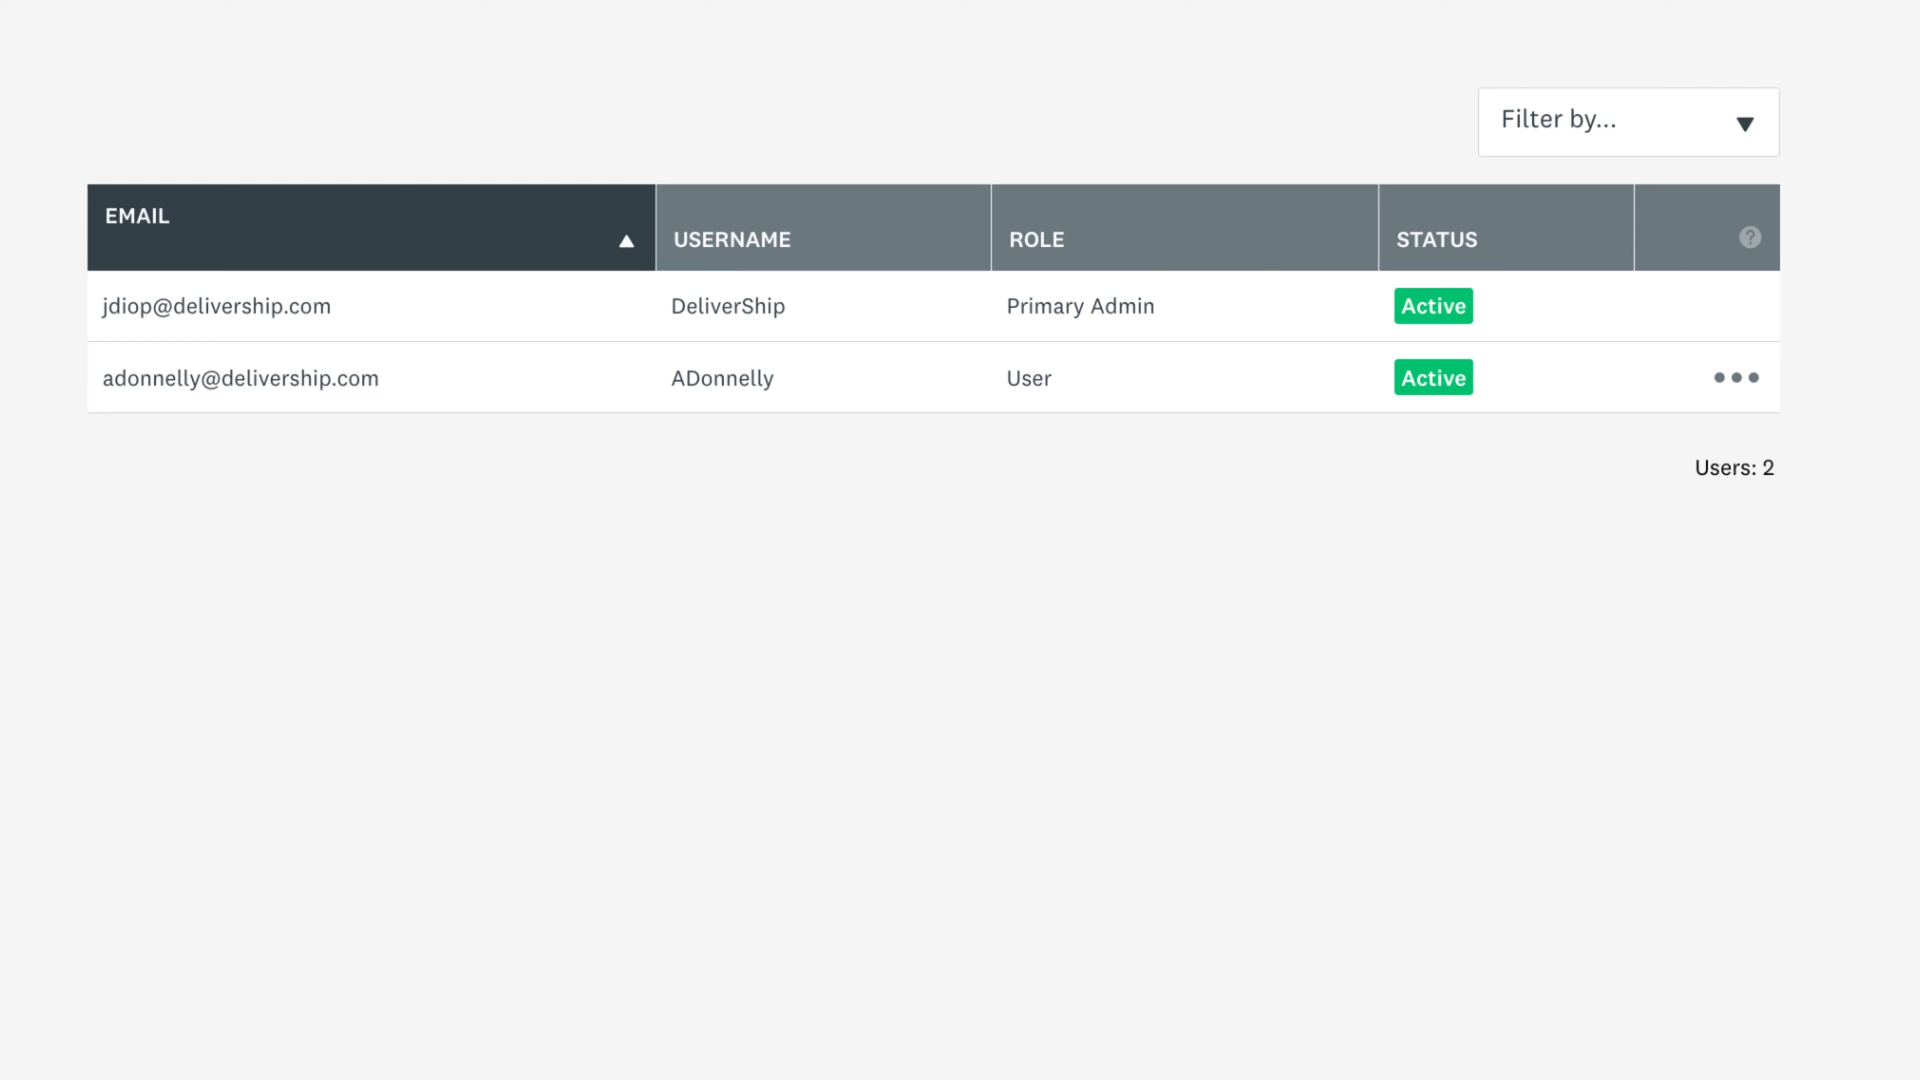 Filter by...
EMAIL USERNAME ROLE STATUS ?
jdiop@delivership.com DeliverShip Primary Admin Active
adonnelly@delivership.com ADonnelly User Active
Users: 2